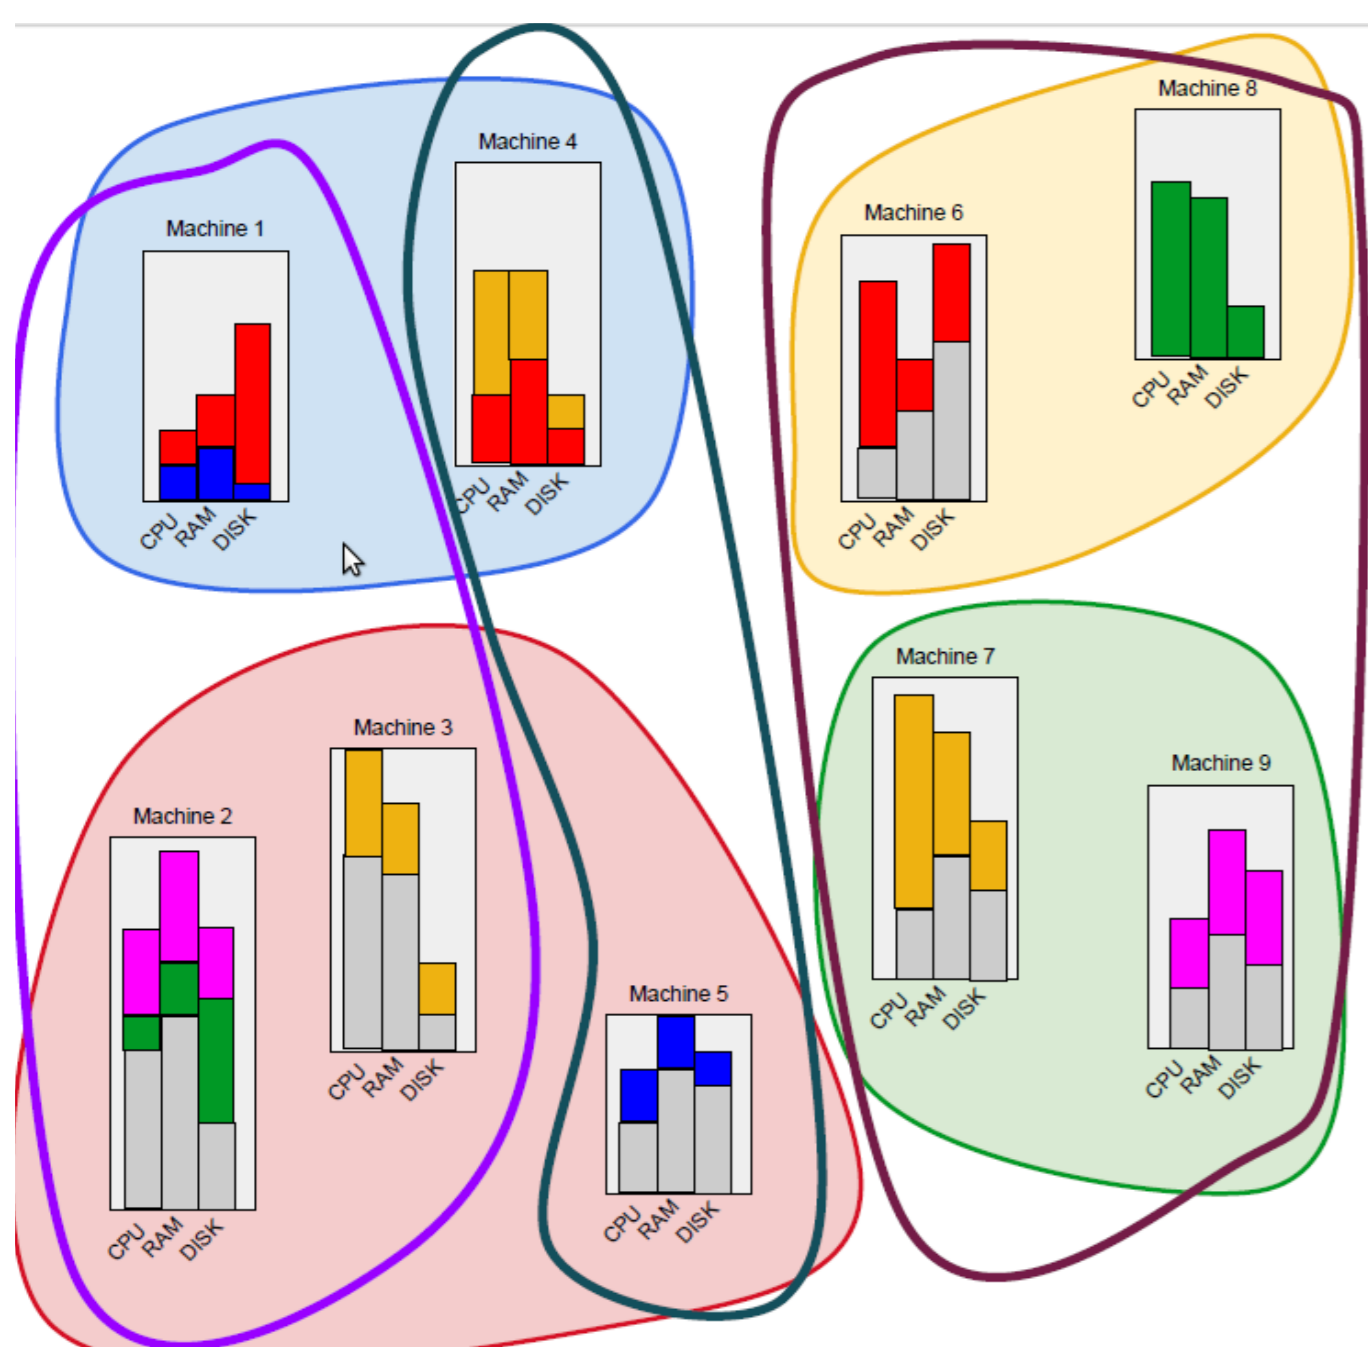 Machine 1
CPU
RAM
DISK
Machine 4
CPU
RAM
DISK
Machine 6
CPU
RAM
DISK
Machine 8
CPU
RAM
DISK
Machine 2
CPU
RAM
DISK
Machine 3
CPU
RAM
DISK
Machine 5
CPU
RAM
DISK
Machine 7
CPU
RAM
DISK
Machine 9
CPU
RAM
DISK